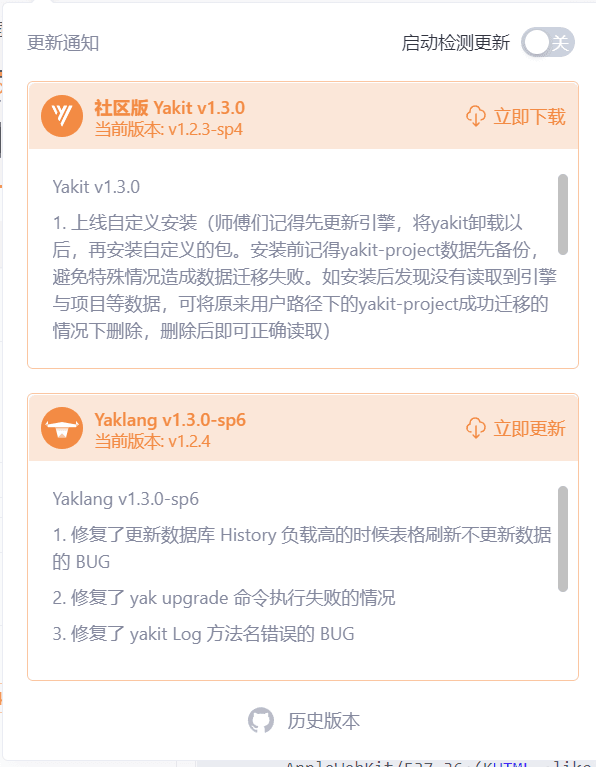 更新通知
启动检测更新
关
社区版 Yakit v1.3.0
当前版本: v1.2.3-sp4
立即下载
Yakit v1.3.0
1. 上线自定义安装（师傅们记得先更新引擎，将yakit卸载以
后，再安装自定义的包。安装前记得yakit-project数据先备份，
避免特殊情况造成数据迁移失败。如安装后发现没有读取到引擎
与项目等数据，可将原来用户路径下的yakit-project成功迁移的
情况下删除，删除后即可正确读取）
Yaklang v1.3.0-sp6
当前版本: v1.2.4
立即更新
Yaklang v1.3.0-sp6
1. 修复了更新数据库 History 负载高的时候表格刷新不更新数据
的 BUG
2. 修复了 yak upgrade 命令执行失败的情况
3. 修复了 yakit Log 方法名错误的 BUG
历史版本